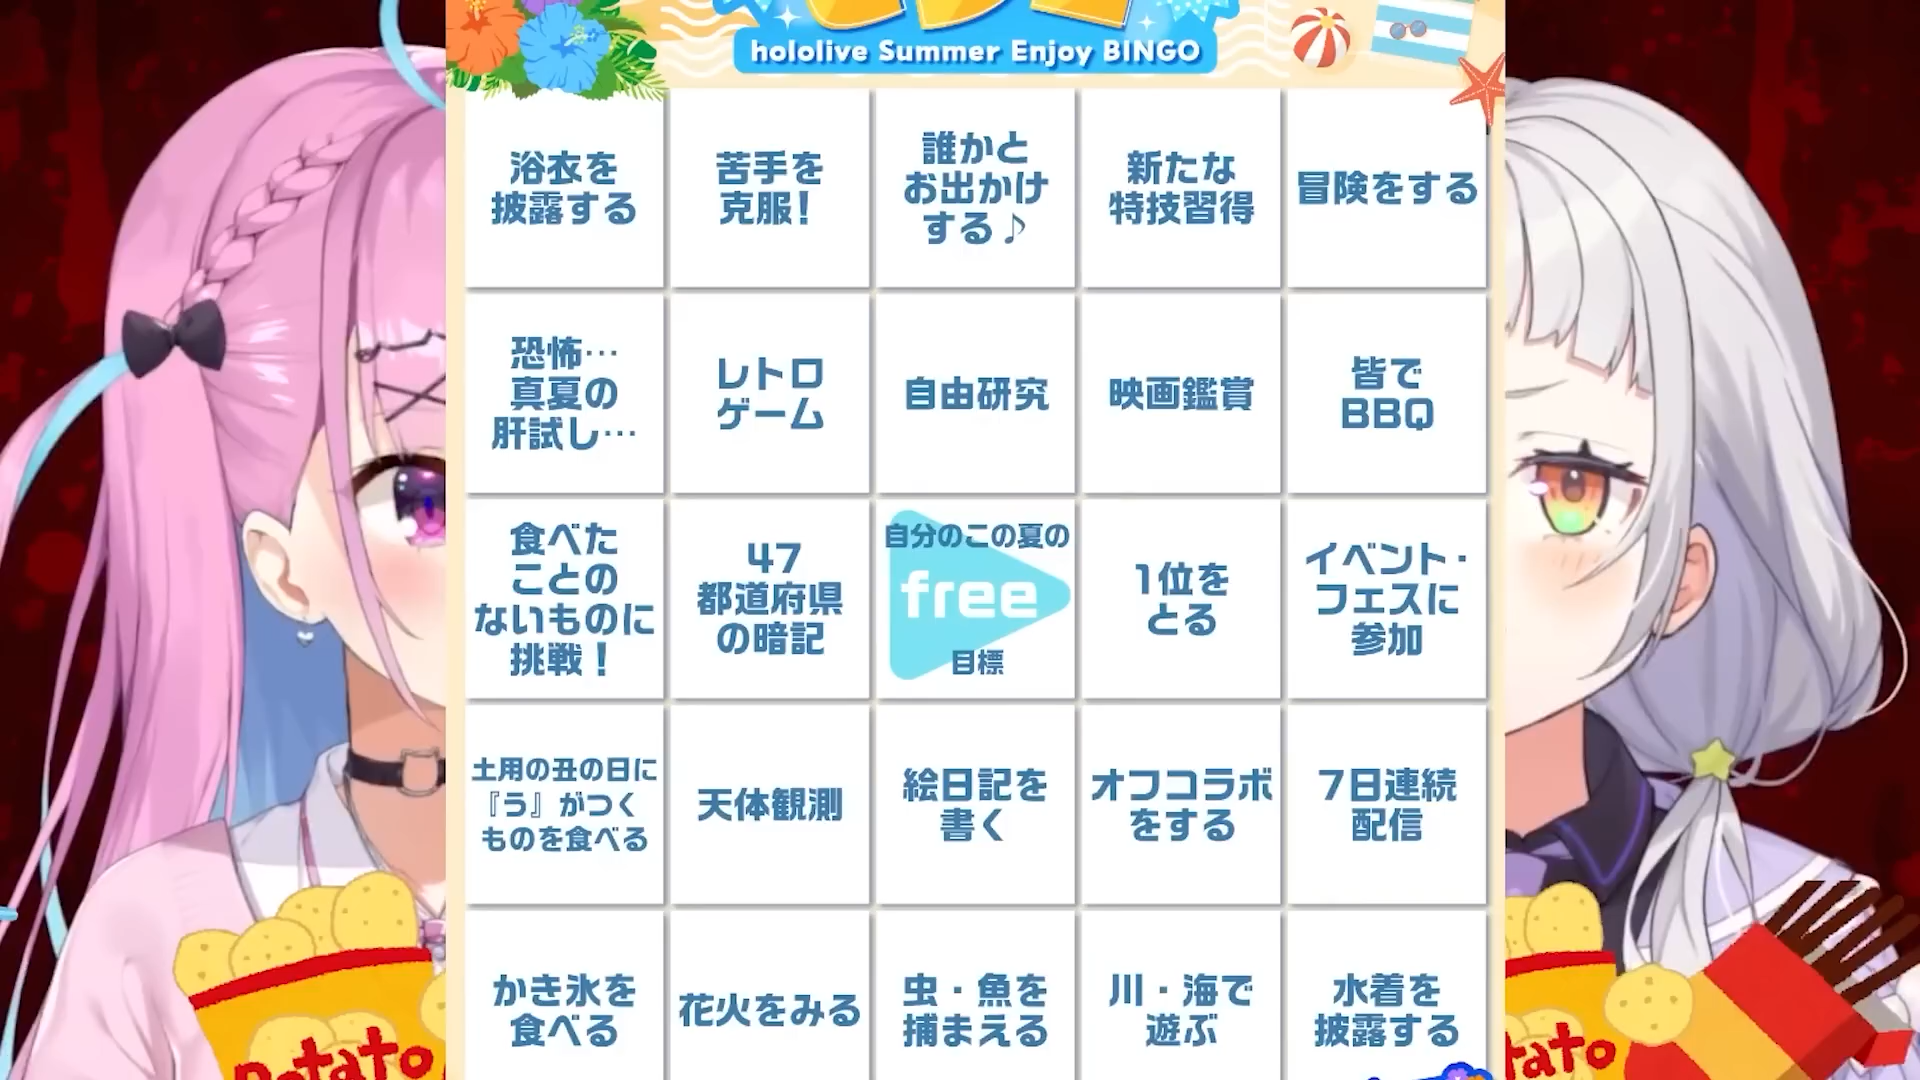 hololive Summer Enjoy BINGO
浴衣を
披露する
苦手を
克服！
誰かと
お出かけ
する♪
新たな
特技習得
冒険をする
恐怖…
真夏の
肝試し…
レトロ
ゲーム
自由研究
映画鑑賞
皆で
BBQ
食べた
ことの
ないものに
挑戦！
47
都道府県
の暗記
自分のこの夏の
free
目標
1位を
とる
イベント・
フェスに
参加
土用の丑の日に
『う』がつく
ものを食べる
天体観測
絵日記を
書く
オフコラボ
をする
7日連続
配信
かき氷を
食べる
花火をみる
虫・魚を
捕まえる
川・海で
遊ぶ
水着を
披露する
Potato
tato